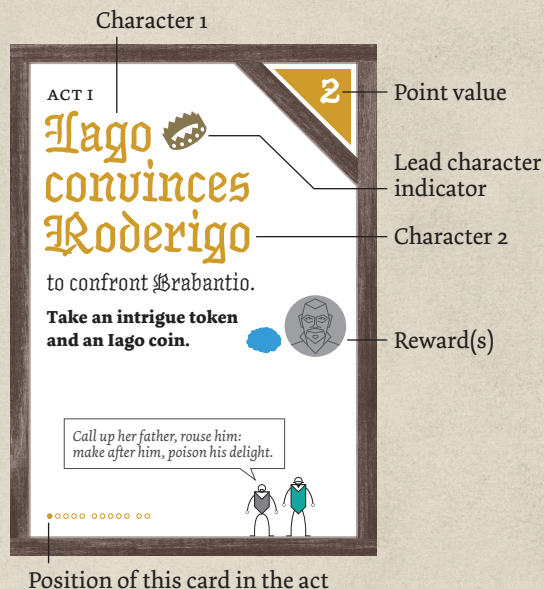 Character 1
ACT I
2
Point value
Iago
convinces
Roderigo
Lead character
indicator
Character 2
to confront Brabantio.
Take an intrigue token
and an Iago coin.
Reward(s)
Call up her father, rouse him:
make after him, poison his delight.
Position of this card in the act